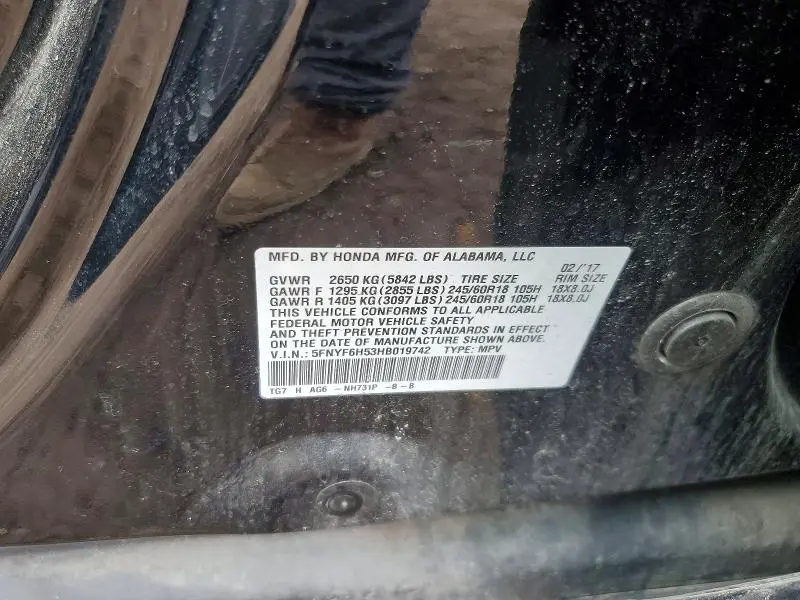 MFD. BY HONDA MFG. OF ALABAMA, LLC 02/'17
GVWR 2650 KG (5842 LBS) TIRE SIZE RIM SIZE
GAWR F 1295 KG (2855 LBS) 245/60R18 105H 18X8.0J
GAWR R 1405 KG (3097 LBS) 245/60R18 105H 18X8.0J
THIS VEHICLE CONFORMS TO ALL APPLICABLE
FEDERAL MOTOR VEHICLE SAFETY
AND THEFT PREVENTION STANDARDS IN EFFECT
ON THE DATE OF MANUFACTURE SHOWN ABOVE.
V.I.N.: 5FNYF6H53HB019742 TYPE: MPV
TG7 H AG6 -NH731P -B-B